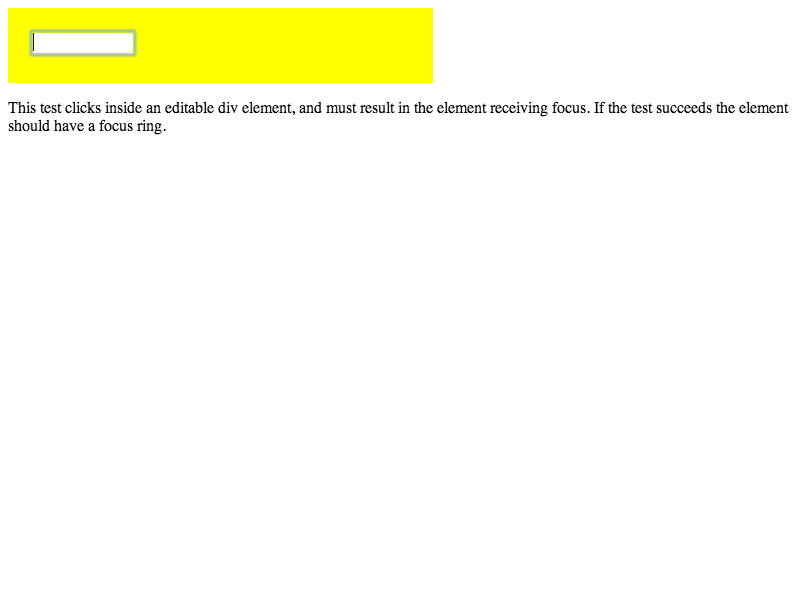 This test clicks inside an editable div element, and must result in the element receiving focus. If the test succeeds the element
should have a focus ring.